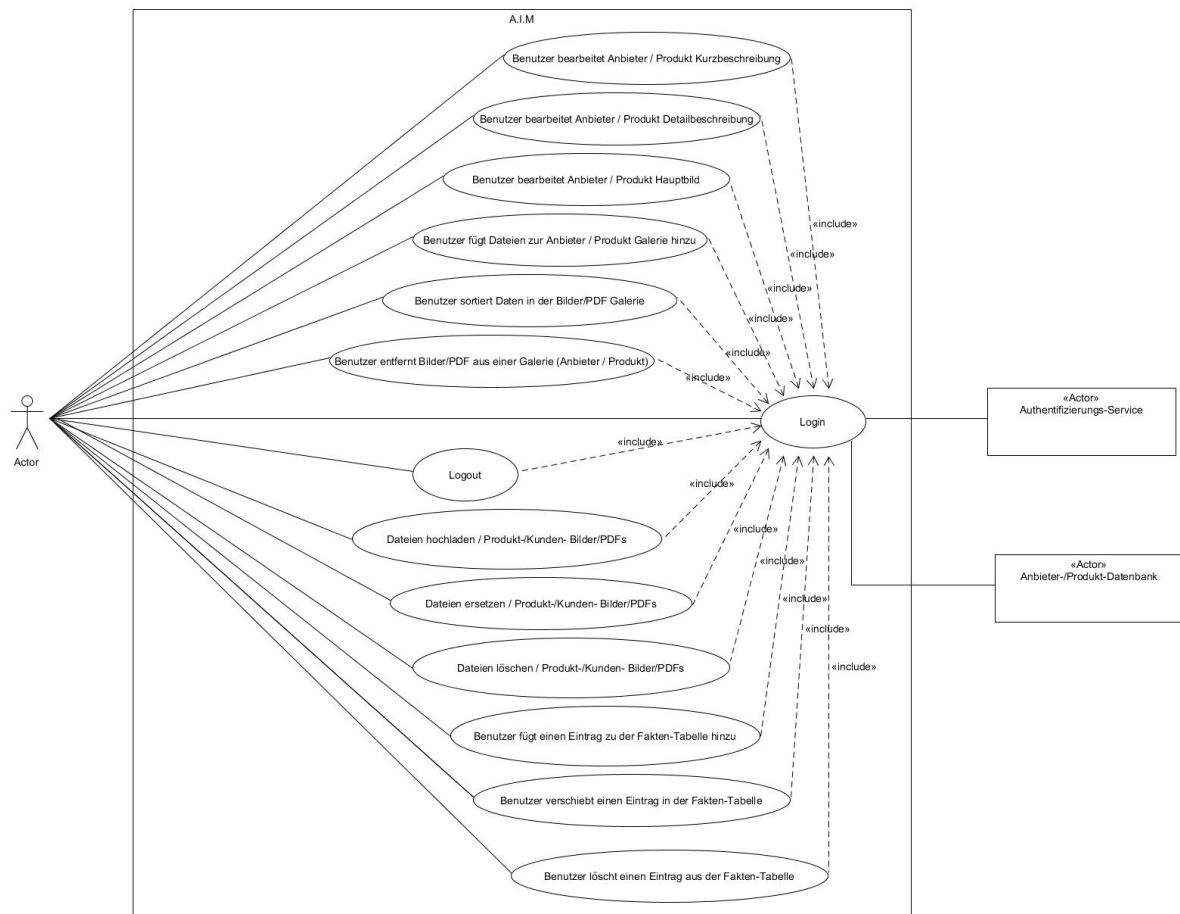 A.I.M
Benutzer bearbeitet Anbieter / Produkt Kurzbeschreibung
Benutzer bearbeitet Anbieter / Produkt Detailbeschreibung
Benutzer bearbeitet Anbieter / Produkt Hauptbild
«include»
Benutzer fügt Dateien zur Anbieter / Produkt Galerie hinzu
«include»
«include»
Benutzer sortiert Daten in der Bilder/PDF Galerie
«include»
«include»
Benutzer entfernt Bilder/PDF aus einer Galerie (Anbieter / Produkt)
«include»
Actor
Login
«Actor»
Authentifizierungs-Service
«include»
Logout
«include»
Dateien hochladen / Produkt-/Kunden- Bilder/PDFs
«include»
«include»
«Actor»
Anbieter-/Produkt-Datenbank
Dateien ersetzen / Produkt-/Kunden- Bilder/PDFs
«include»
«include»
Dateien löschen / Produkt-/Kunden- Bilder/PDFs
«include»
Benutzer fügt einen Eintrag zu der Fakten-Tabelle hinzu
Benutzer verschiebt einen Eintrag in der Fakten-Tabelle
Benutzer löscht einen Eintrag aus der Fakten-Tabelle